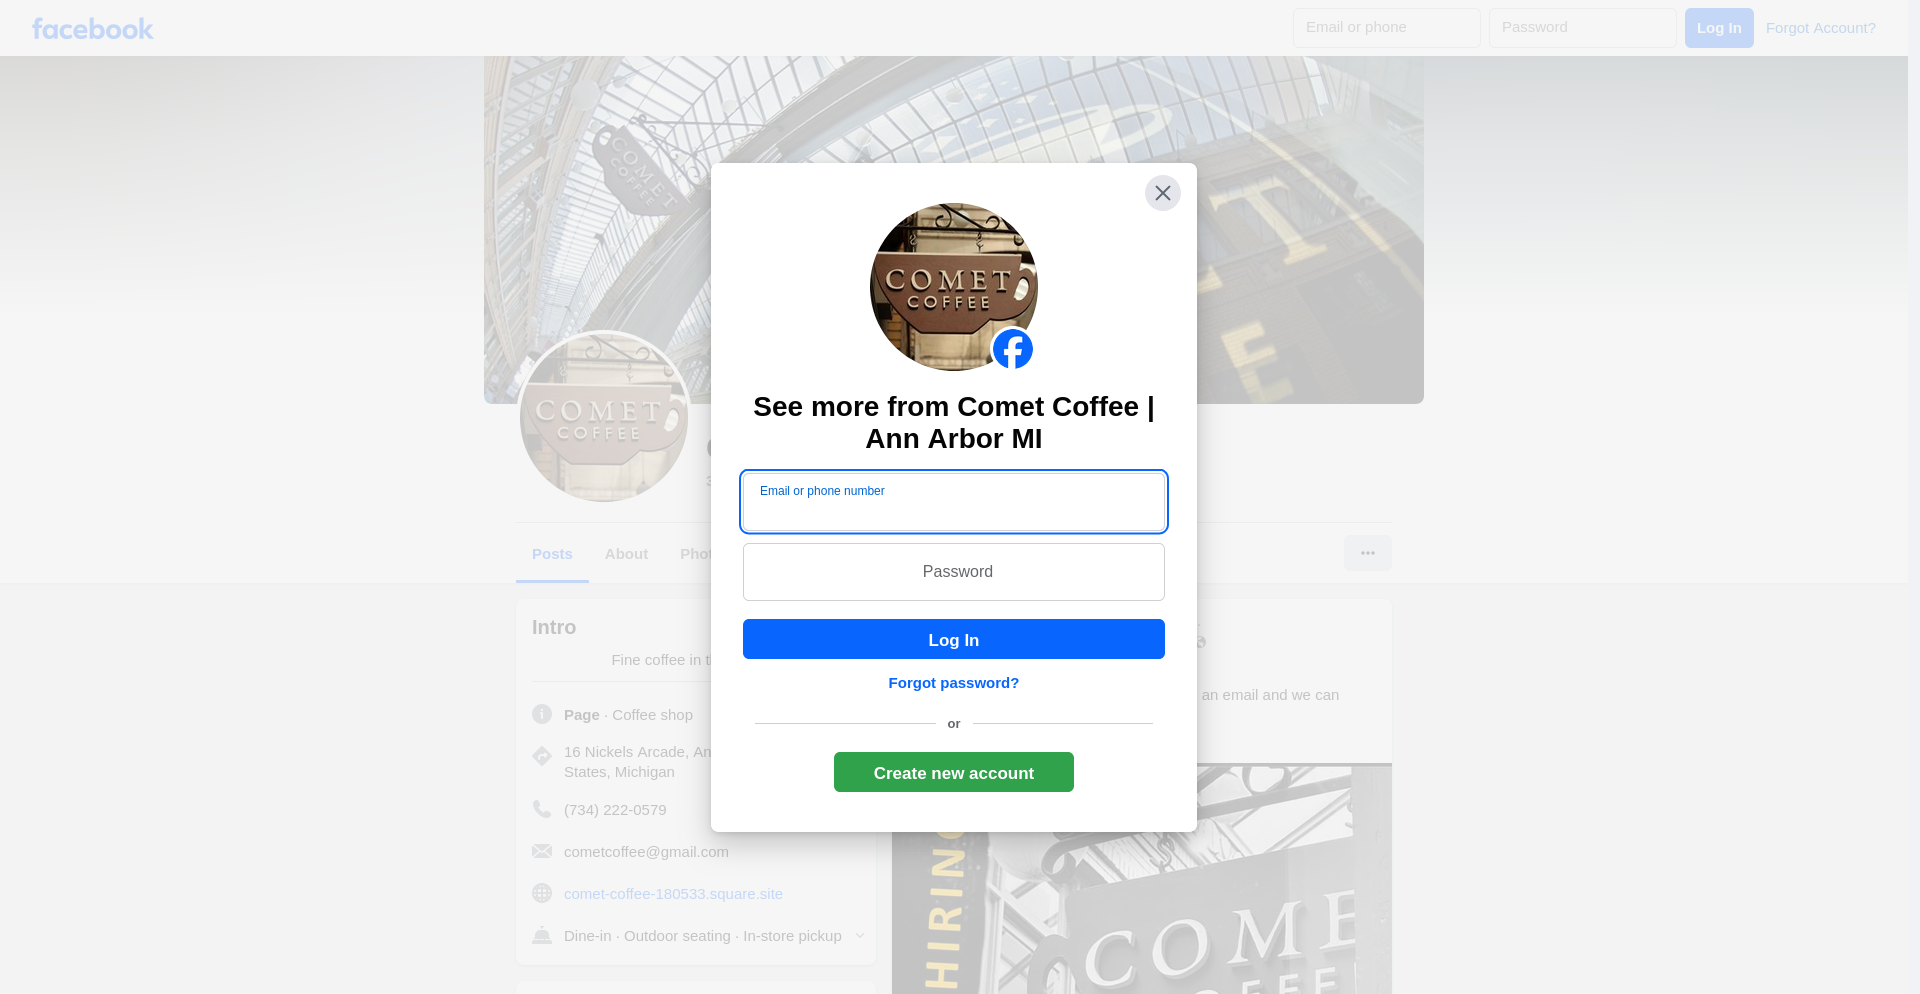 facebook
Email or phone
Password
Log In
Forgot Account?
COMET
COFFEE
COMET
COFFEE
See more from Comet Coffee |
Ann Arbor MI
Email or phone number
Password
Log In
Forgot password?
or
Create new account
COMET
COFFEE
Posts
About
Phot
Intro
Fine coffee in t
Page · Coffee shop
16 Nickels Arcade, An
States, Michigan
(734) 222-0579
cometcoffee@gmail.com
comet-coffee-180533.square.site
Dine-in · Outdoor seating · In-store pickup
an email and we can
HIRING
COME